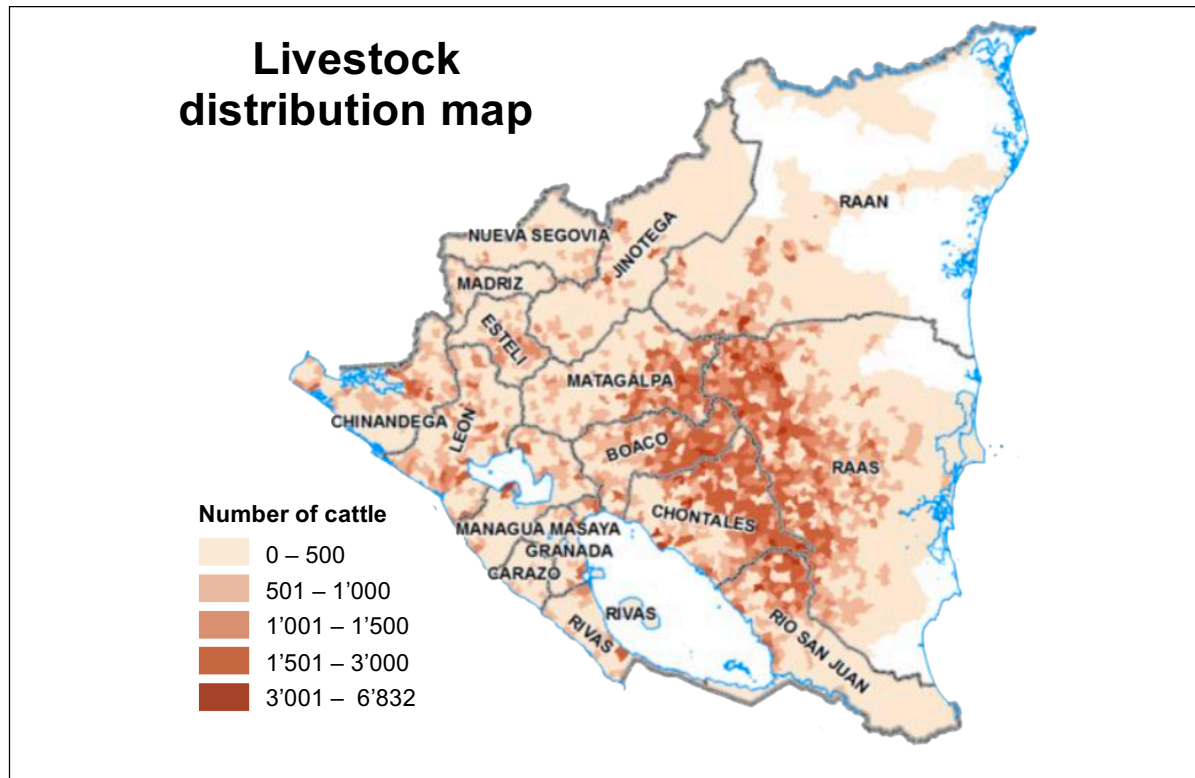 Livestock
distribution map
RAAN
NUEVA SEGOVIA
JINOTEGA
MADRIZ
ESTELI
MATAGALPA
CHINANDEGA
LEON
BOACO
RAAS
CHONTALES
MANAGUA MASAYA
GRANADA
CARAZO
RIVAS
RIVAS
RIO SAN JUAN
Number of cattle
0 – 500
501 – 1’000
1’001 – 1’500
1’501 – 3’000
3’001 – 6’832